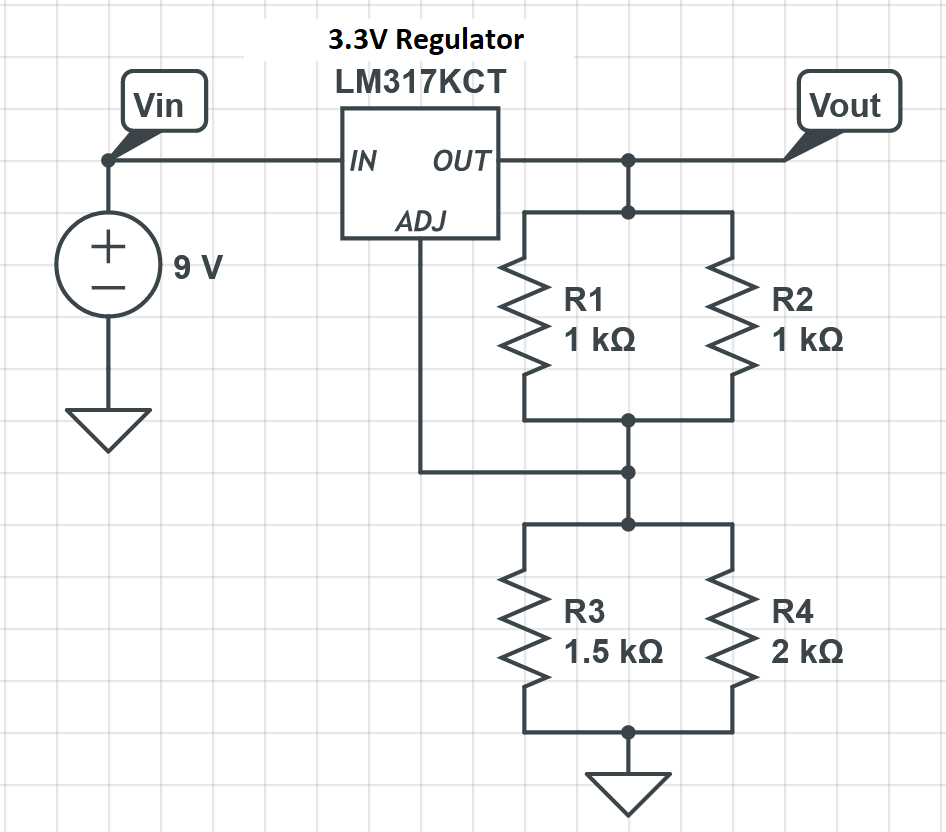 3.3V Regulator
LM317KCT
Vin
Vout
IN
OUT
ADJ
9 V
R1
1 kΩ
R2
1 kΩ
R3
1.5 kΩ
R4
2 kΩ